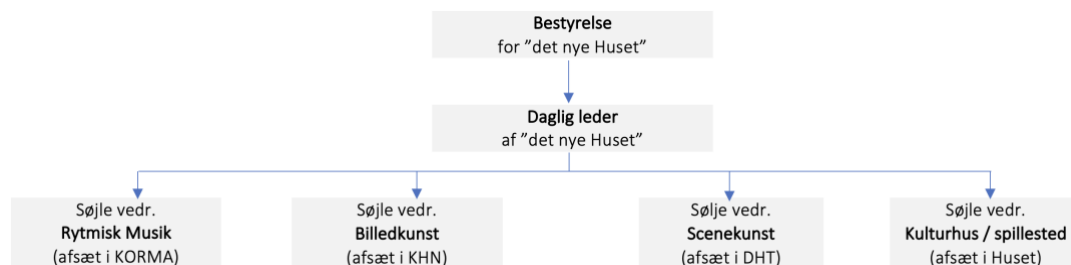 Bestyrelse
for ”det nye Huset”
Daglig leder
af ”det nye Huset”
Søjle vedr.
Rytmisk Musik
(afsæt i KORMA)
Søjle vedr.
Billedkunst
(afsæt i KHN)
Sølje vedr.
Scenekunst
(afsæt i DHT)
Søjle vedr.
Kulturhus / spillested
(afsæt i Huset)